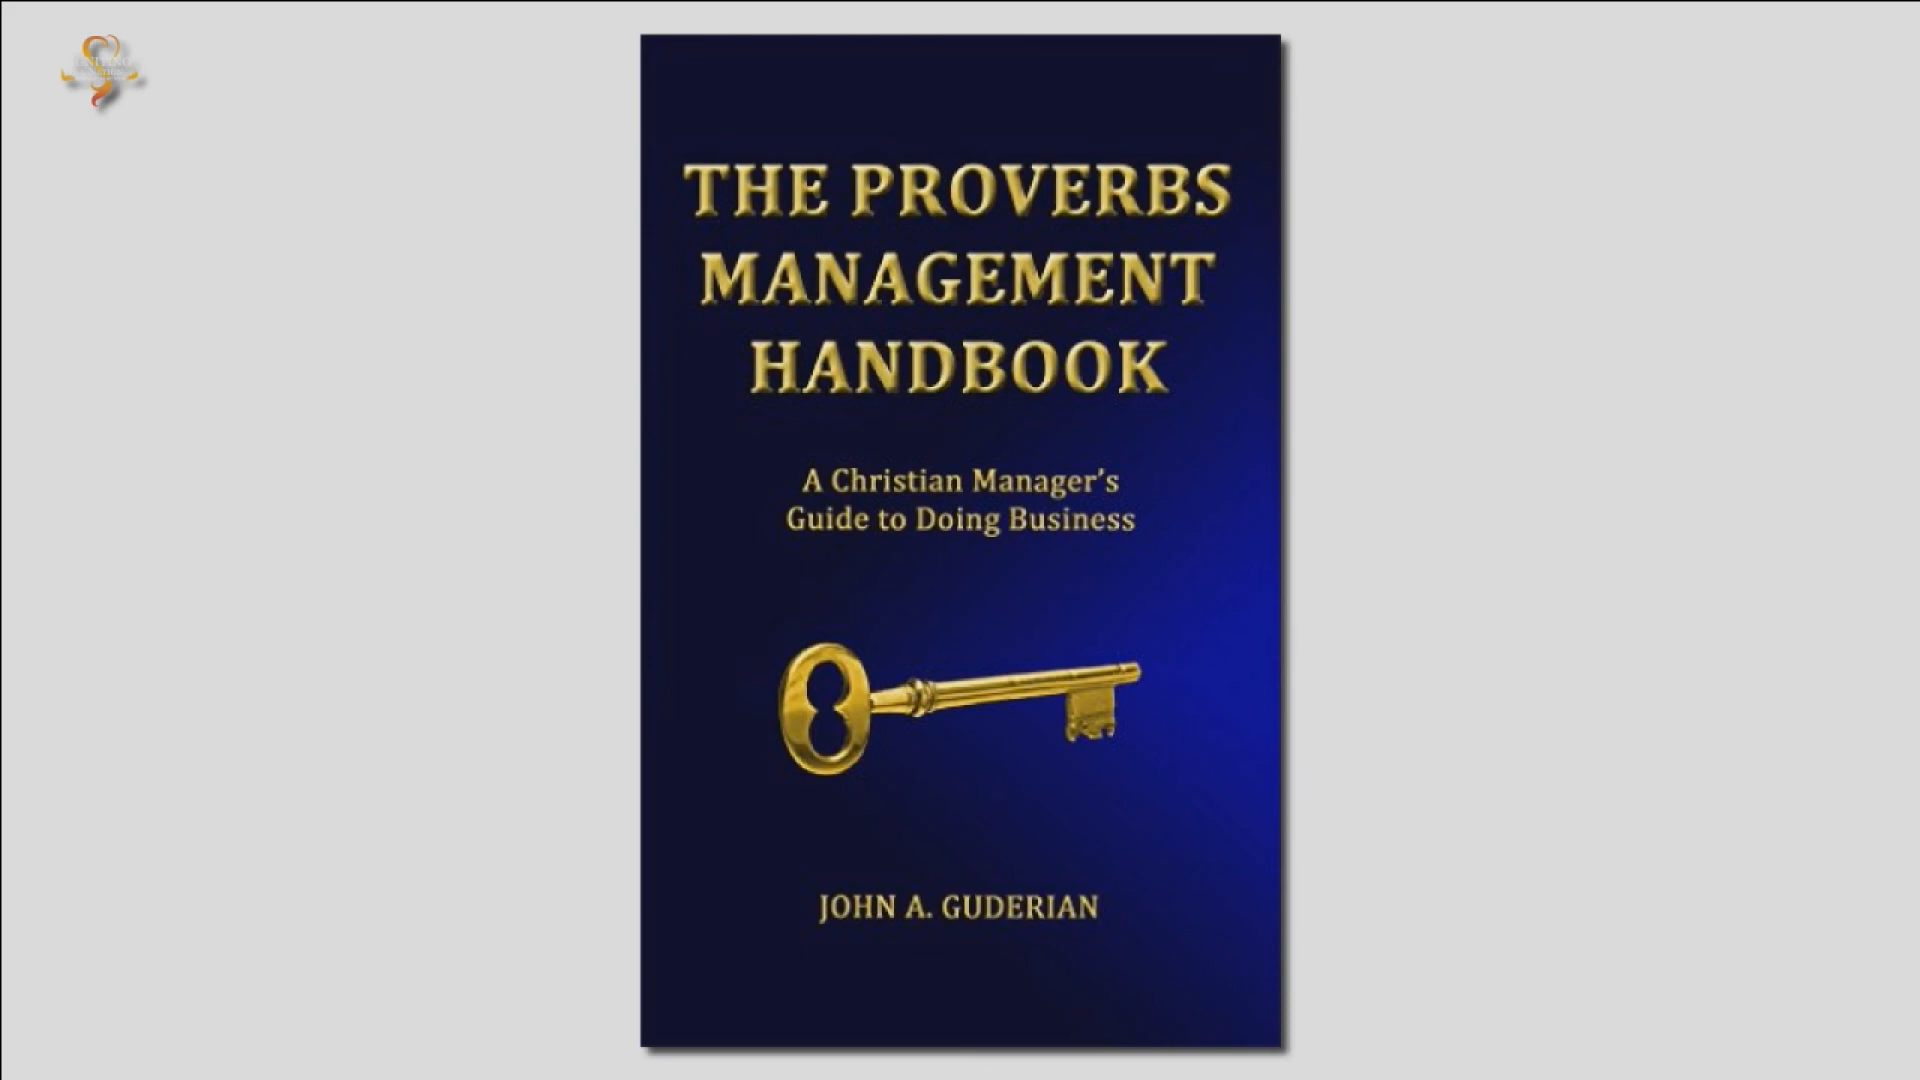 THE PROVERBS
MANAGEMENT
HANDBOOK
A Christian Manager's
Guide to Doing Business
JOHN A. GUDERIAN